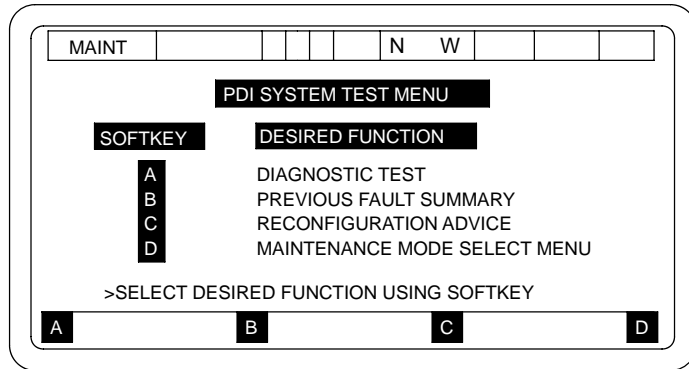 MAINT N W
PDI SYSTEM TEST MENU
SOFTKEY DESIRED FUNCTION
A DIAGNOSTIC TEST
B PREVIOUS FAULT SUMMARY
C RECONFIGURATION ADVICE
D MAINTENANCE MODE SELECT MENU
>SELECT DESIRED FUNCTION USING SOFTKEY
A B C D